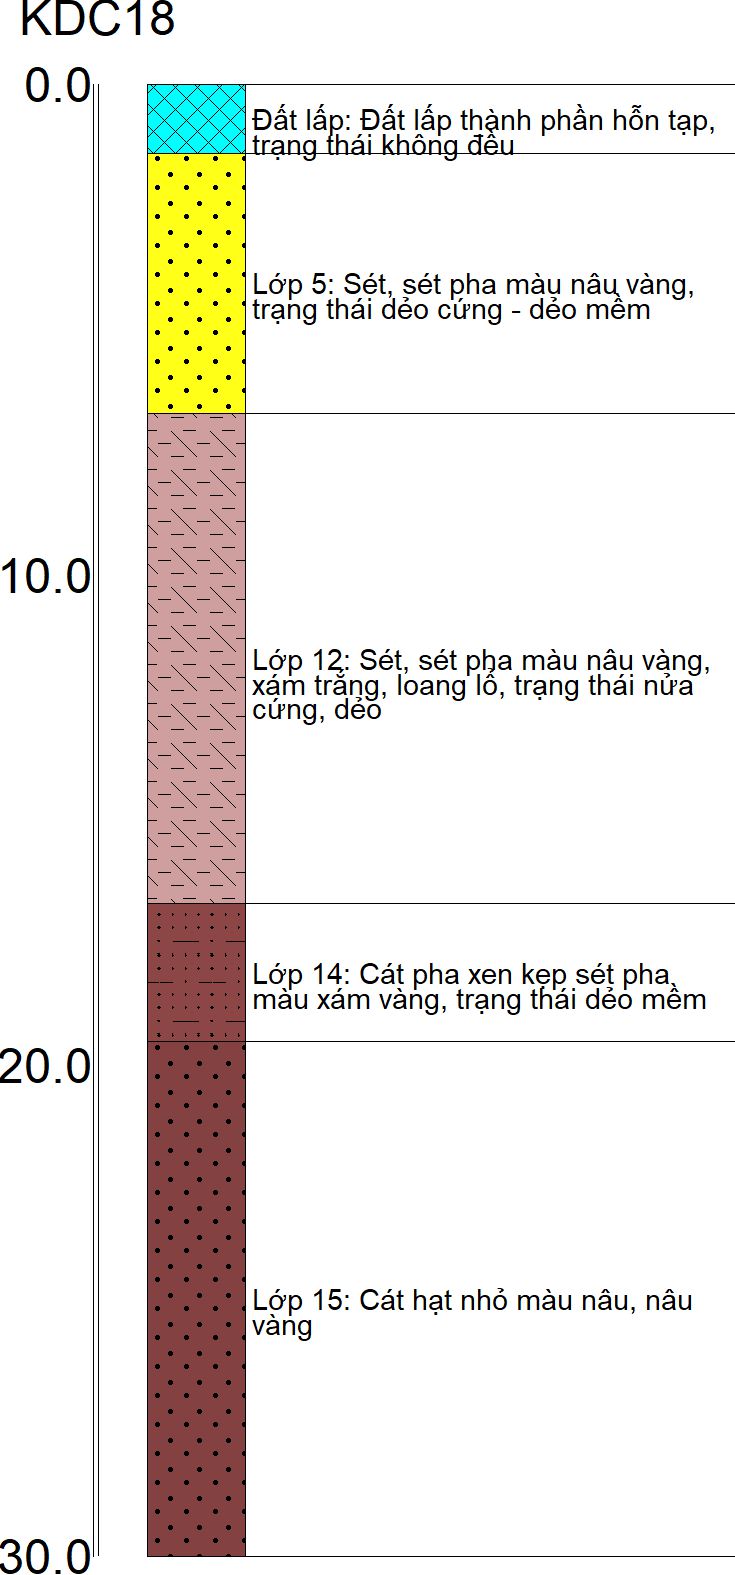 KDC18
0.0
Đất lấp: Đất lấp thành phần hỗn tạp,
trạng thái không đều
Lớp 5: Sét, sét pha màu nâu vàng,
trạng thái dẻo cứng - dẻo mềm
10.0
Lớp 12: Sét, sét pha màu nâu vàng,
xám trắng, loang lổ, trạng thái nửa
cứng, dẻo
Lớp 14: Cát pha xen kẹp sét pha,
màu xám vàng, trạng thái dẻo mềm
20.0
Lớp 15: Cát hạt nhỏ màu nâu, nâu
vàng
30.0